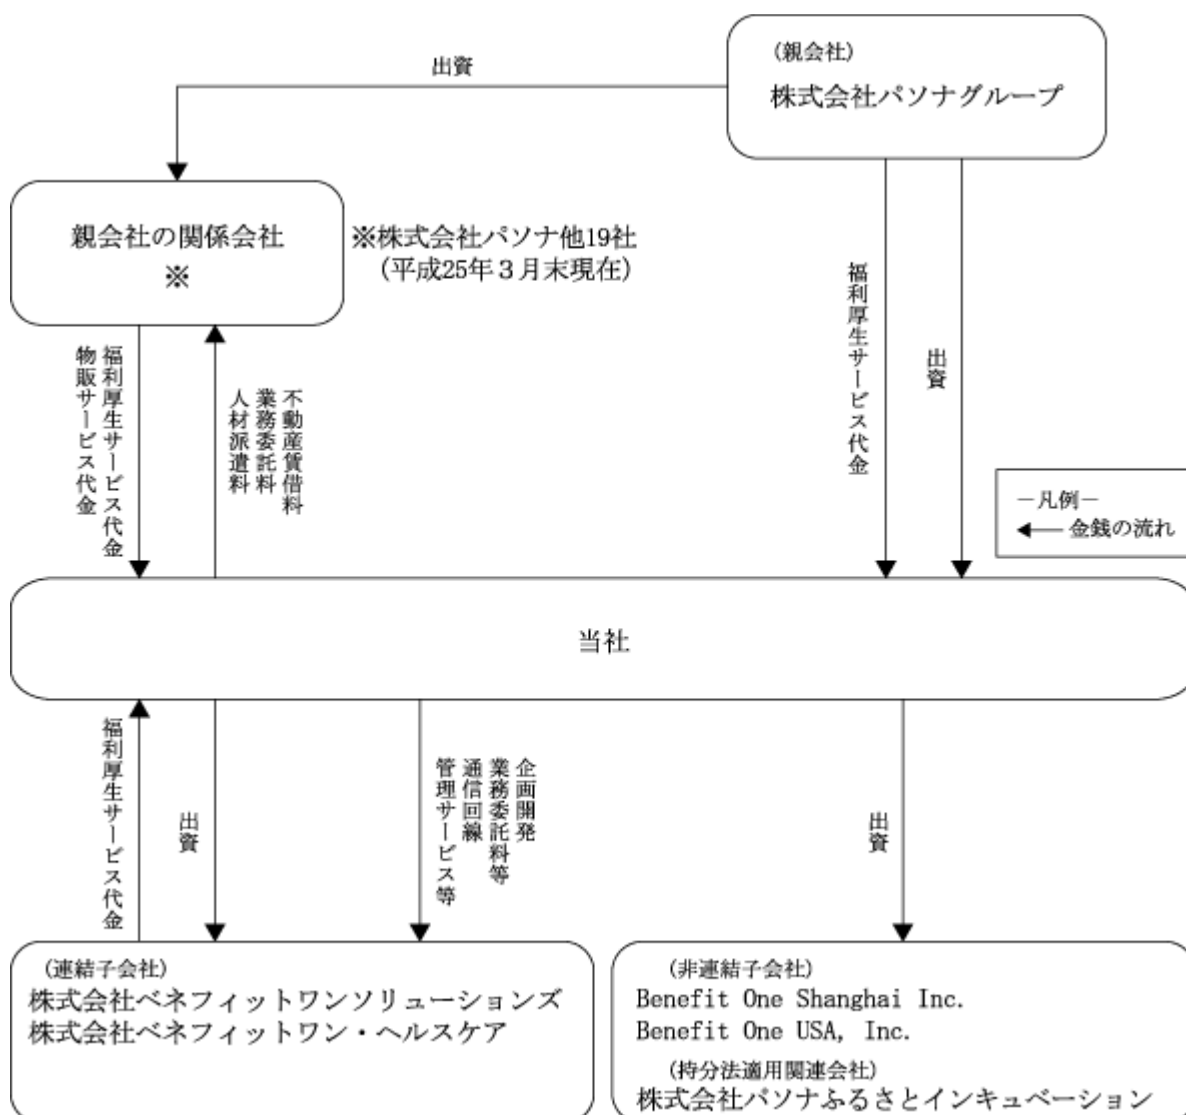 (親会社)
株式会社パソナグループ
出資
親会社の関係会社
※
※株式会社パソナ他19社
(平成25年3月末現在)
福利厚生サービス代金
物販サービス代金
不動産賃借料
業務委託料
人材派遣料
福利厚生サービス代金
出資
－凡例－
金銭の流れ
当社
福利厚生サービス代金
出資
企画開発
業務委託料等
通信回線
管理サービス等
出資
(連結子会社)
株式会社ベネフィットワンソリューションズ
株式会社ベネフィットワン・ヘルスケア
(非連結子会社)
Benefit One Shanghai Inc.
Benefit One USA, Inc.
(持分法適用関連会社)
株式会社パソナふるさとインキュベーション